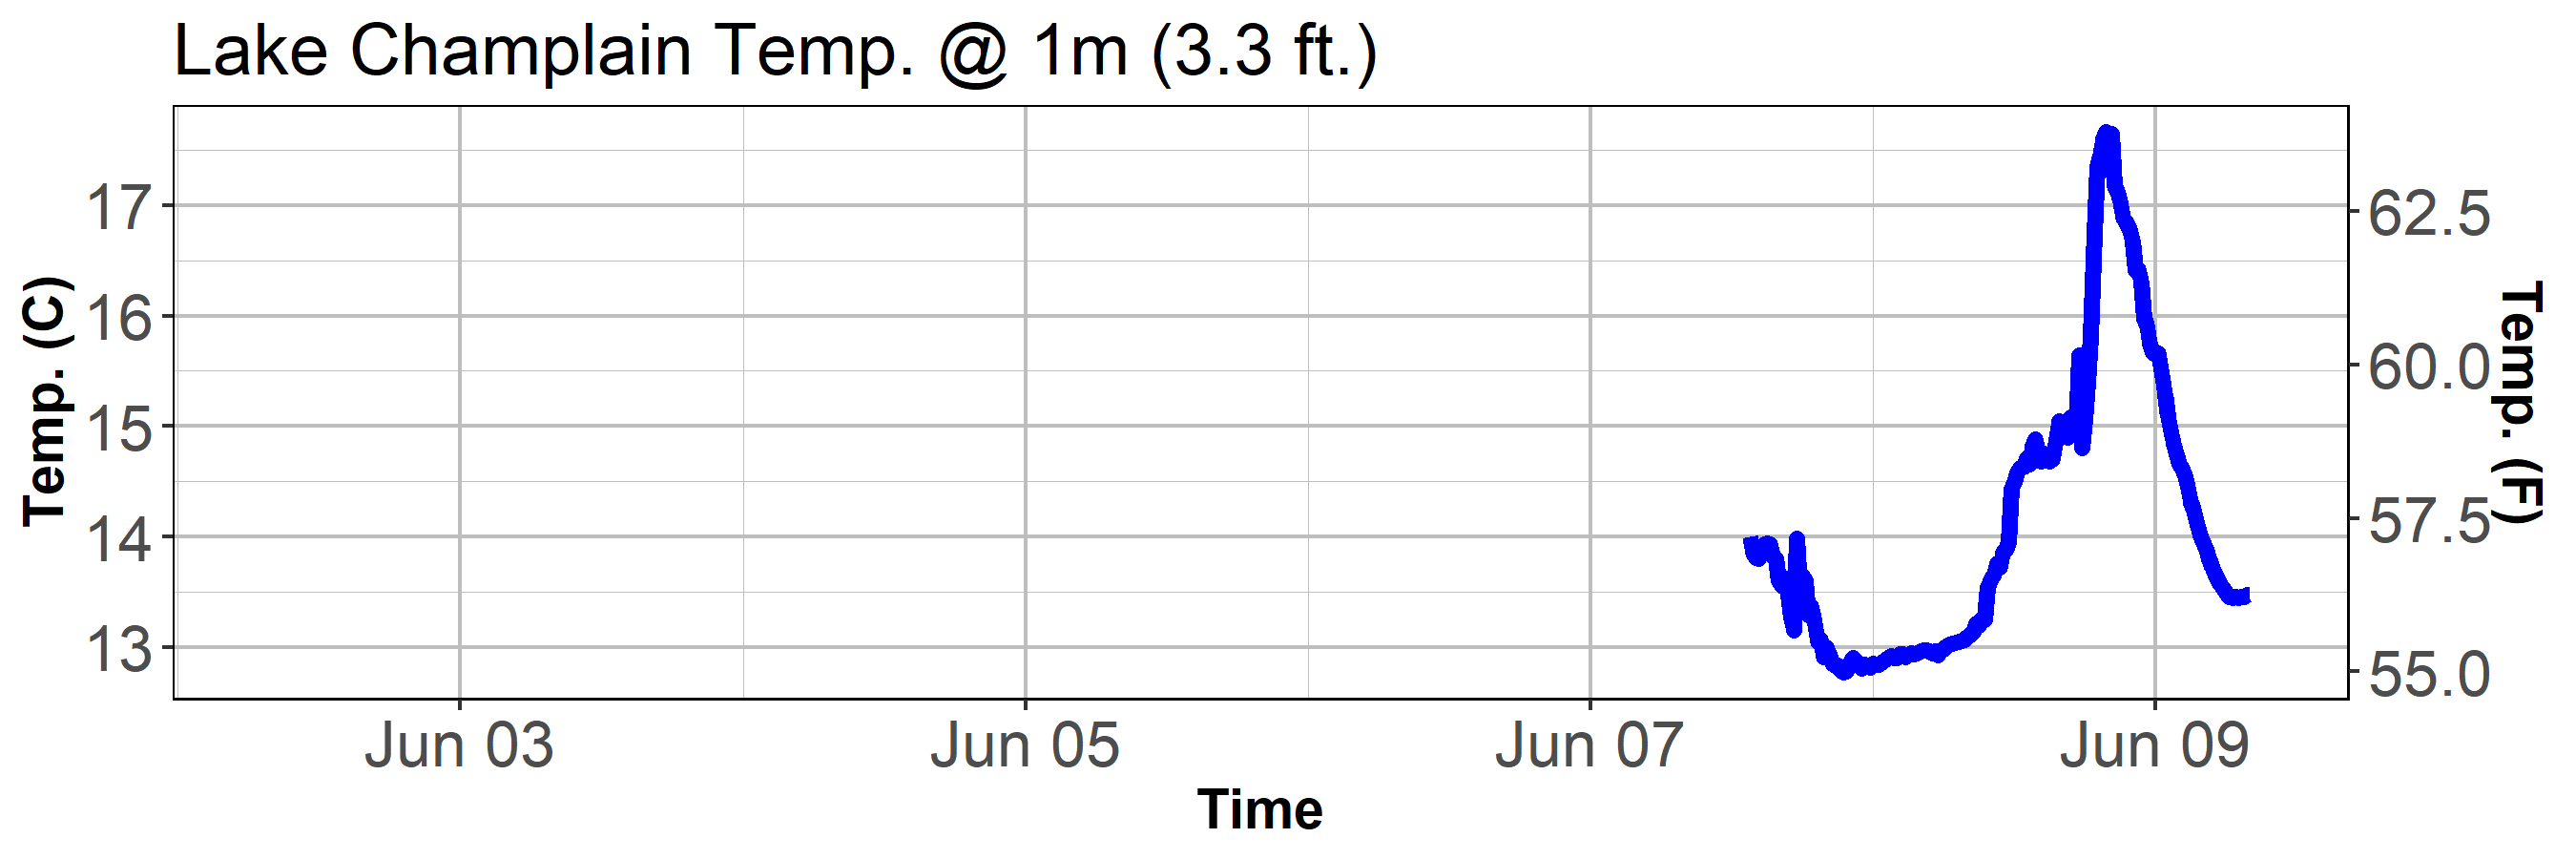 Lake Champlain Temp. @ 1m (3.3 ft.)
Temp. (C)
17
16
15
14
13
62.5
60.0
57.5
55.0
Temp. (F)
Jun 03 Jun 05 Jun 07 Jun 09
Time